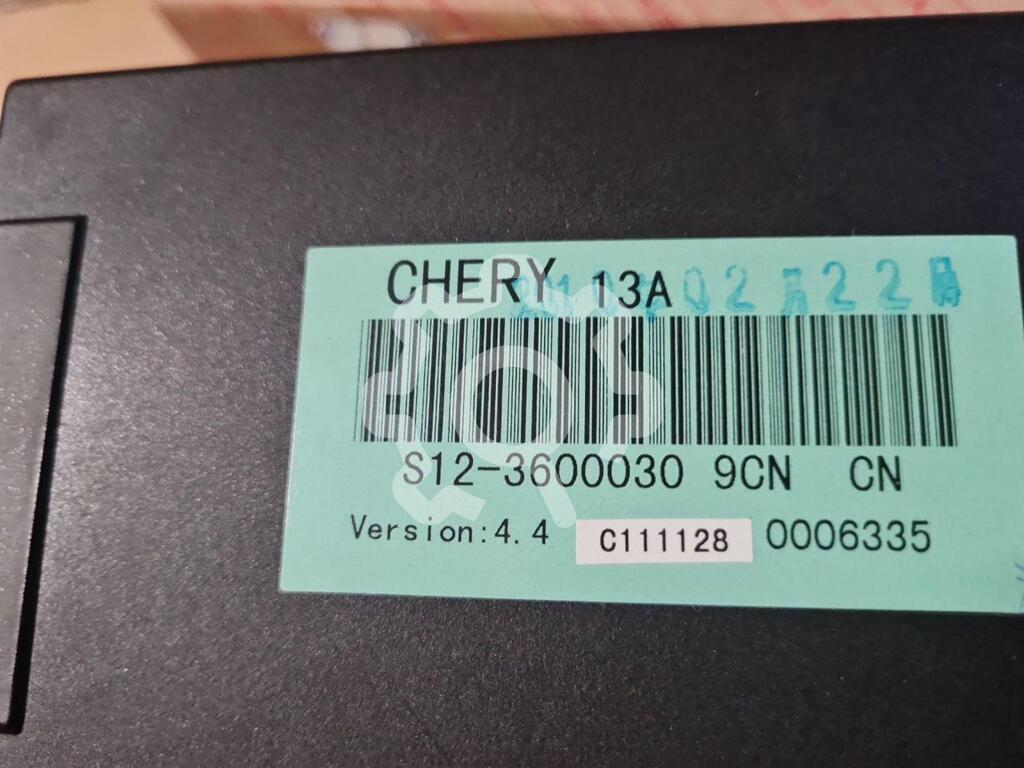 CHERY 13A
S12-3600030 9CN CN
Version:4.4 C111128 0006335